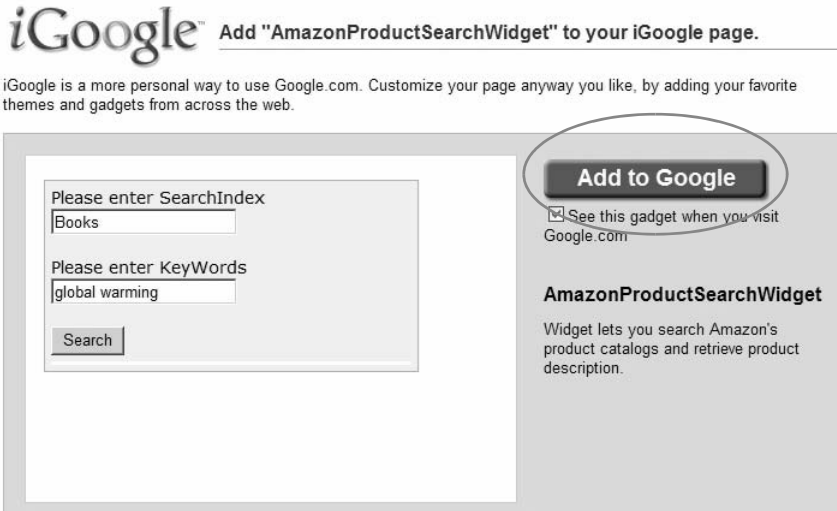 iGoogle™ Add "AmazonProductSearchWidget" to your iGoogle page.
iGoogle is a more personal way to use Google.com. Customize your page anyway you like, by adding your favorite
themes and gadgets from across the web.
Please enter SearchIndex
Books
Please enter KeyWords
global warming
Search
Add to Google
See this gadget when you visit
Google.com
AmazonProductSearchWidget
Widget lets you search Amazon's
product catalogs and retrieve product
description.